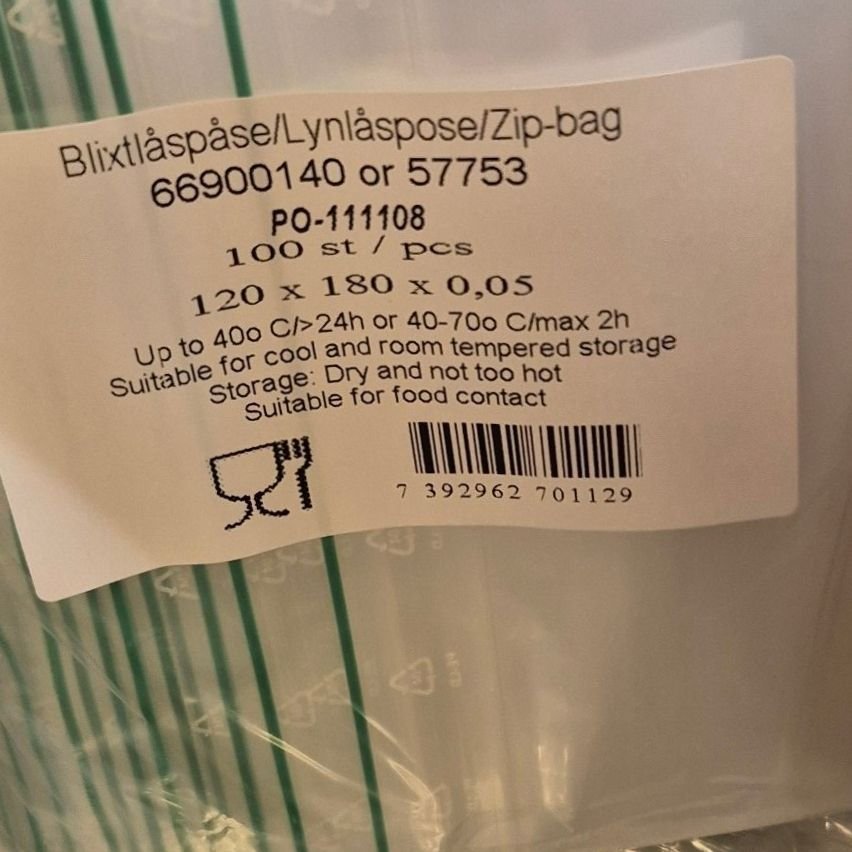 Blixtlåspåse/Lynlåspose/Zip-bag
66900140 or 57753
PO-111108
100 st / pcs
120 x 180 x 0,05
Up to 40o C/>24h or 40-70o C/max 2h
Suitable for cool and room tempered storage
Storage: Dry and not too hot
Suitable for food contact
7 392962 701129